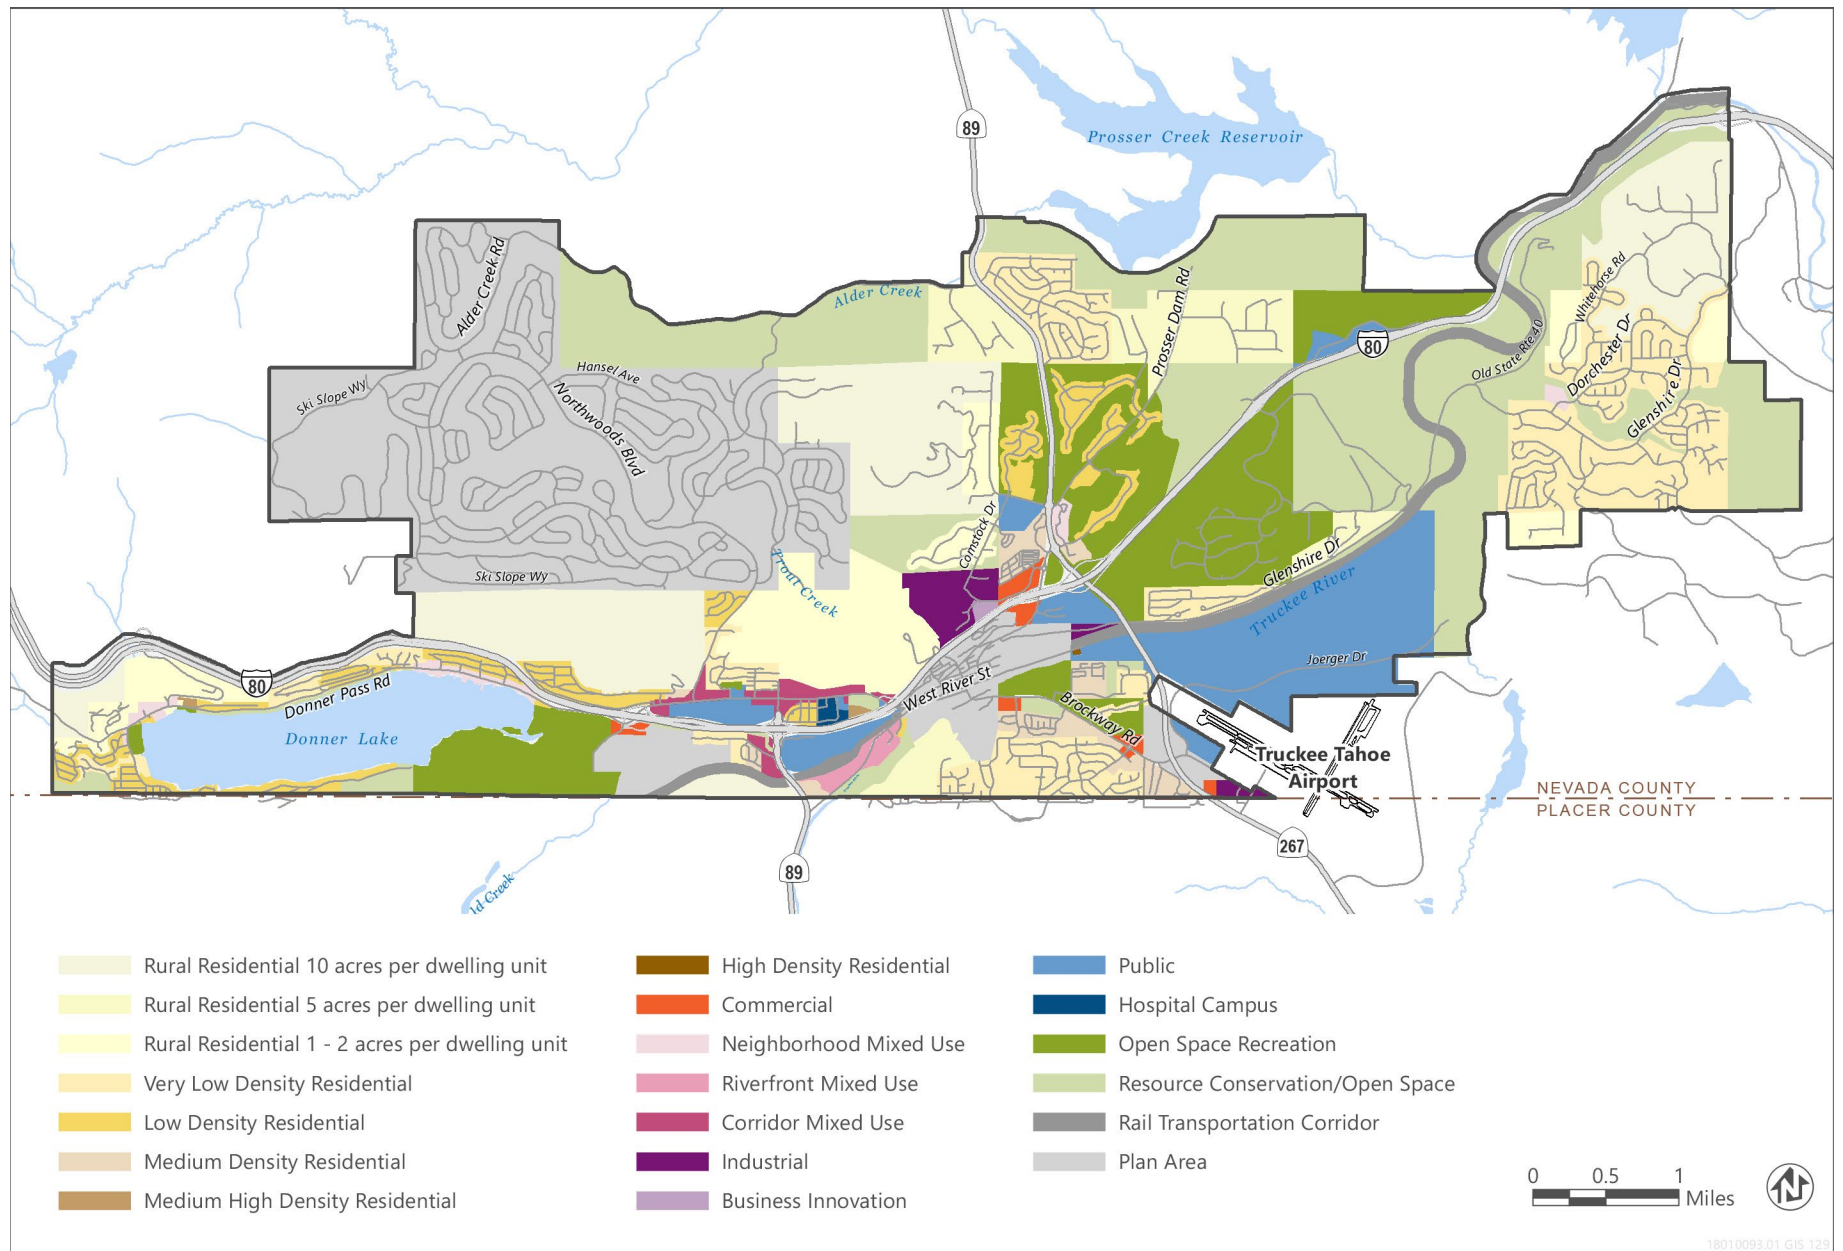 89
Prosser Creek Reservoir
Alder Creek Rd
Alder Creek
Prosser Dam Rd
Whitehorse Rd
80
Old State Rte 40
Dorchester Dr
Glenshire Dr
Ski Slope Wy
Hansel Ave
Northwoods Blvd
Comstock Dr
Trout Creek
Ski Slope Wy
Glenshire Dr
Truckee River
Joerger Dr
80
Donner Pass Rd
West River St
Brockway Rd
Donner Lake
Truckee Tahoe
Airport
NEVADA COUNTY
PLACER COUNTY
267
89
ld Creek
Rural Residential 10 acres per dwelling unit
Rural Residential 5 acres per dwelling unit
Rural Residential 1 - 2 acres per dwelling unit
Very Low Density Residential
Low Density Residential
Medium Density Residential
Medium High Density Residential
High Density Residential
Commercial
Neighborhood Mixed Use
Riverfront Mixed Use
Corridor Mixed Use
Industrial
Business Innovation
Public
Hospital Campus
Open Space Recreation
Resource Conservation/Open Space
Rail Transportation Corridor
Plan Area
0 0.5 1
Miles
N
18010093.01 GIS 129